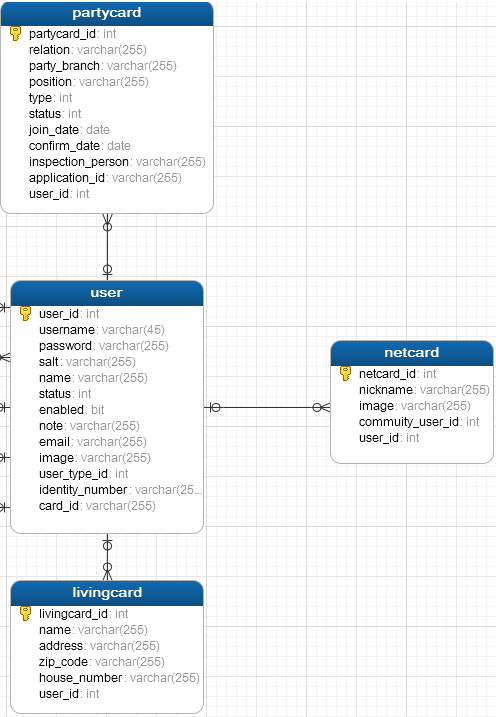 partycard
partycard_id: int
relation: varchar(255)
party_branch: varchar(255)
position: varchar(255)
type: int
status: int
join_date: date
confirm_date: date
inspection_person: varchar(255)
application_id: varchar(255)
user_id: int
user
user_id: int
username: varchar(45)
password: varchar(255)
salt: varchar(255)
name: varchar(255)
status: int
enabled: bit
note: varchar(255)
email: varchar(255)
image: varchar(255)
user_type_id: int
identity_number: varchar(25...
card_id: varchar(255)
netcard
netcard_id: int
nickname: varchar(255)
image: varchar(255)
commuity_user_id: int
user_id: int
livingcard
livingcard_id: int
name: varchar(255)
address: varchar(255)
zip_code: varchar(255)
house_number: varchar(255)
user_id: int